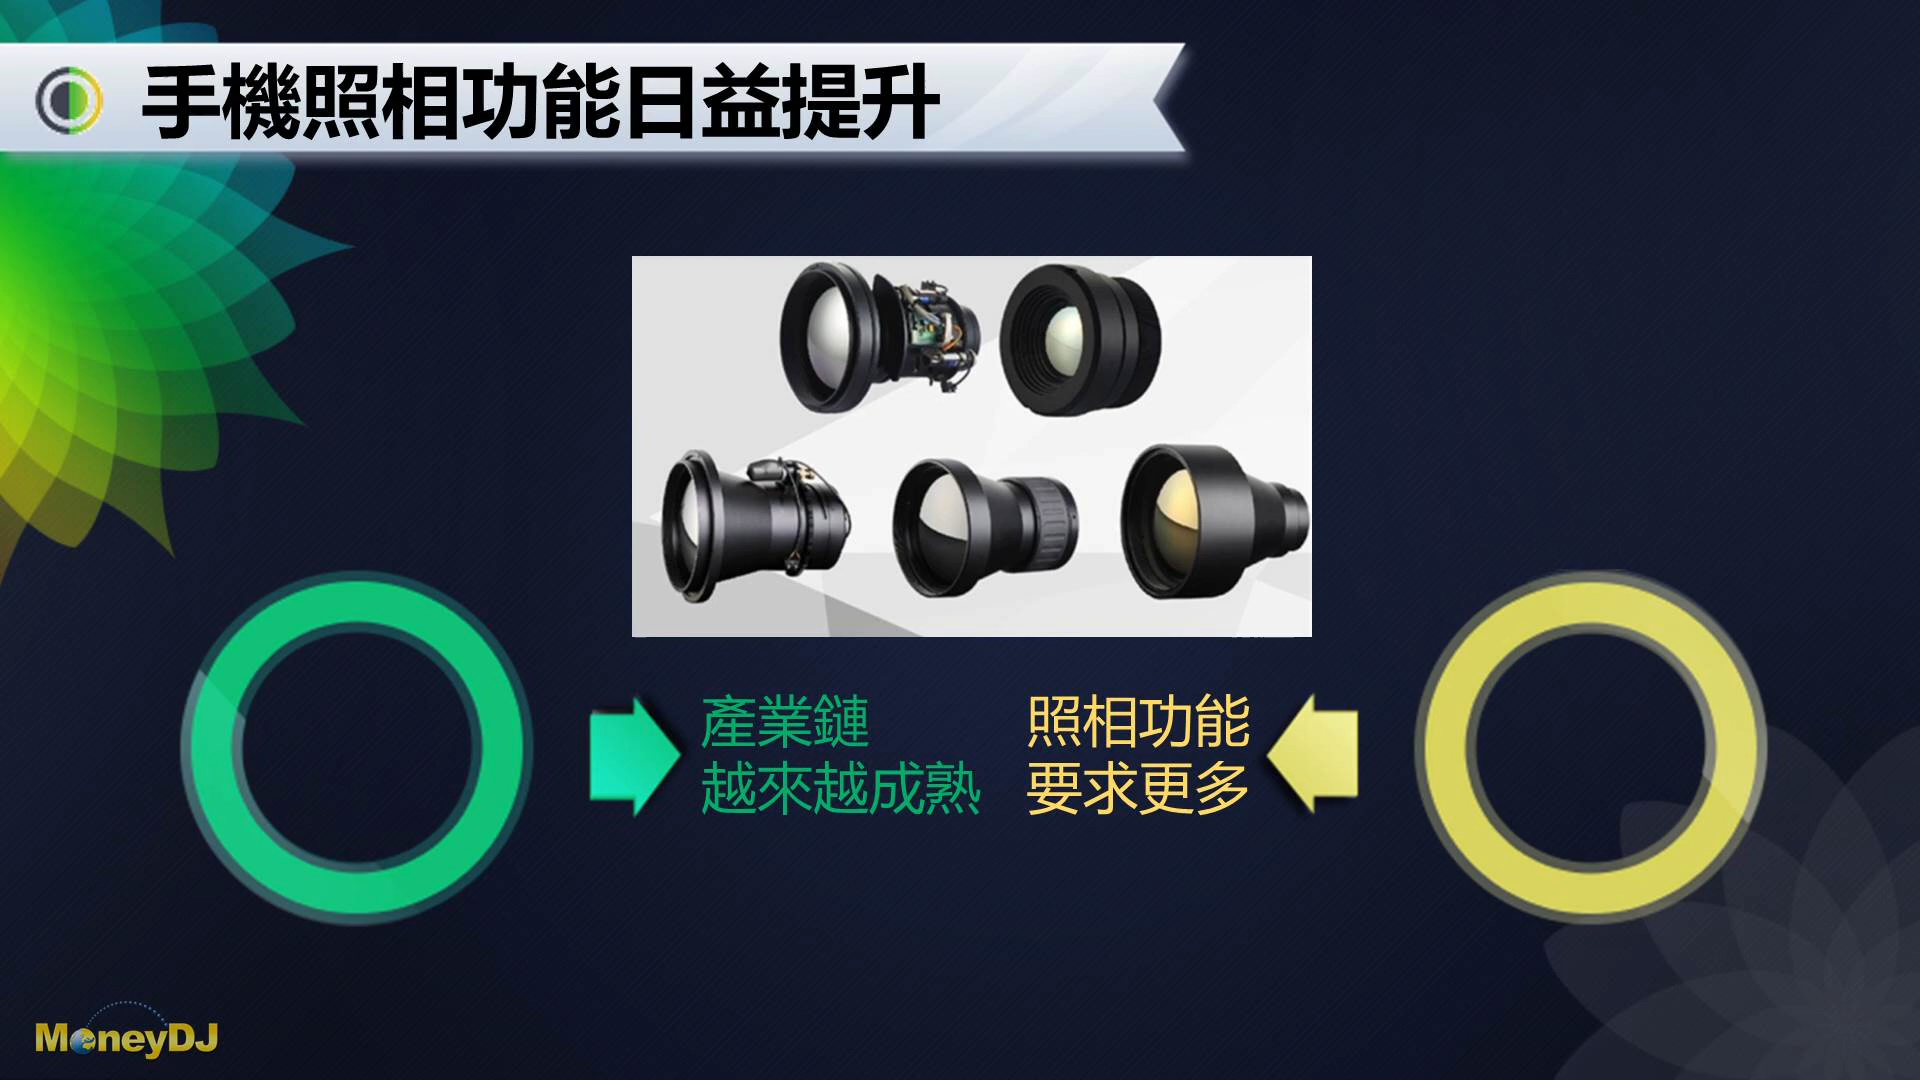 手機照相功能日益提升
產業鏈
越來越成熟
照相功能
要求更多
MoneyDJ